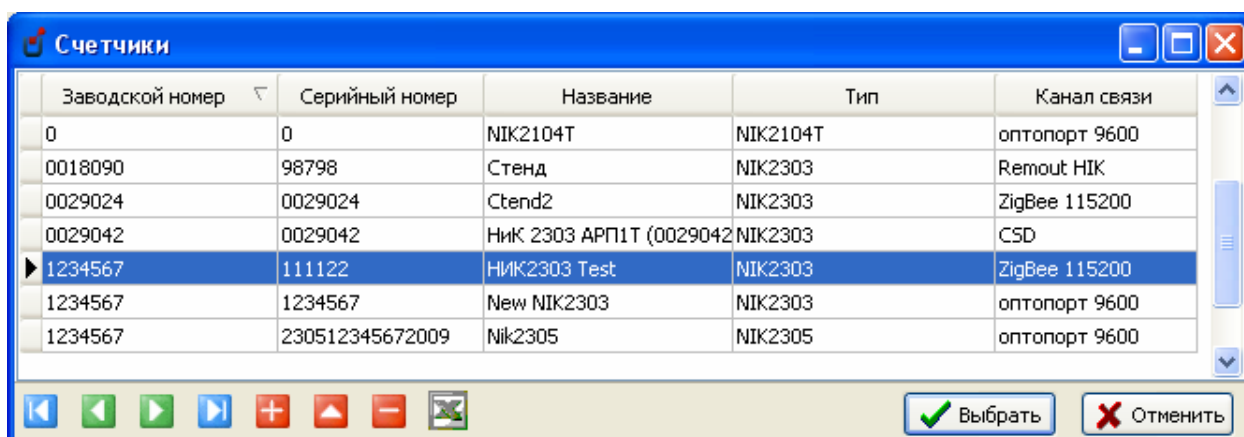 Счетчики
Заводской номер Серийный номер Название Тип Канал связи
0 0 NIK2104T NIK2104T оптопорт 9600
0018090 98798 Стенд NIK2303 Remout НІК
0029024 0029024 Ctend2 NIK2303 ZigBee 115200
0029042 0029042 НиК 2303 АРП1Т (0029042 NIK2303 CSD
1234567 111122 НИК2303 Test NIK2303 ZigBee 115200
1234567 1234567 New NIK2303 NIK2303 оптопорт 9600
1234567 230512345672009 Nik2305 NIK2305 оптопорт 9600
Выбрать Отменить